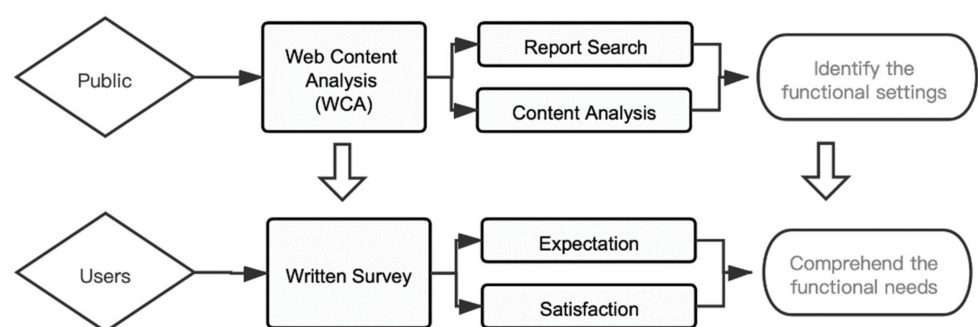 Public
Web Content
Analysis
(WCA)
Report Search
Content Analysis
Identify the
functional settings
Users
Written Survey
Expectation
Satisfaction
Comprehend the
functional needs